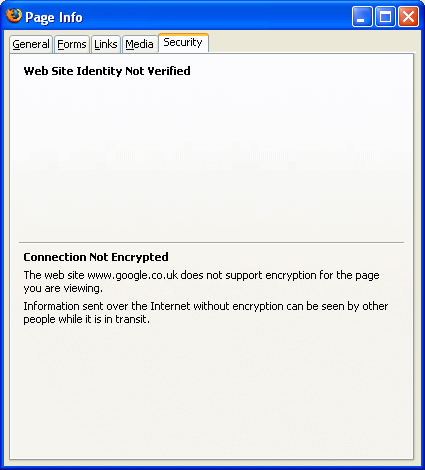 Page Info
General Forms Links Media Security
Web Site Identity Not Verified
Connection Not Encrypted
The web site www.google.co.uk does not support encryption for the page
you are viewing.
Information sent over the Internet without encryption can be seen by other
people while it is in transit.